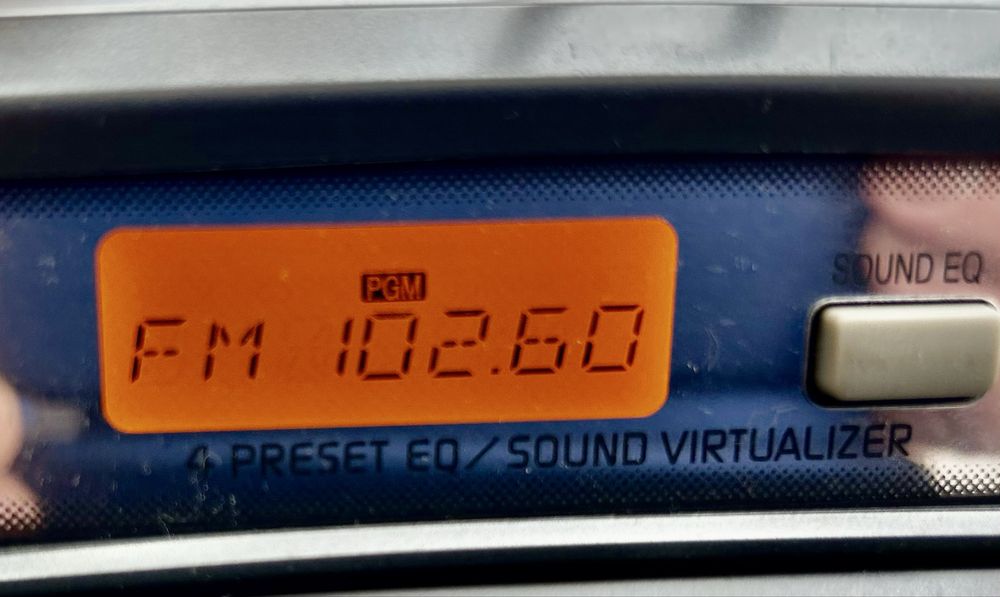 SOUND EQ
PGM
FM 102.60
4 PRESET EQ / SOUND VIRTUALIZER